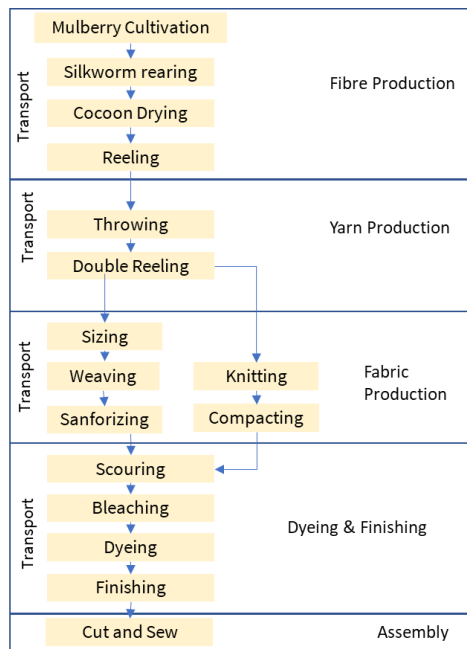 Mulberry Cultivation
Silkworm rearing
Cocoon Drying
Reeling
Transport
Fibre Production
Throwing
Double Reeling
Transport
Yarn Production
Sizing
Weaving
Sanforizing
Knitting
Compacting
Transport
Fabric
Production
Scouring
Bleaching
Dyeing
Finishing
Transport
Dyeing & Finishing
Cut and Sew
Assembly